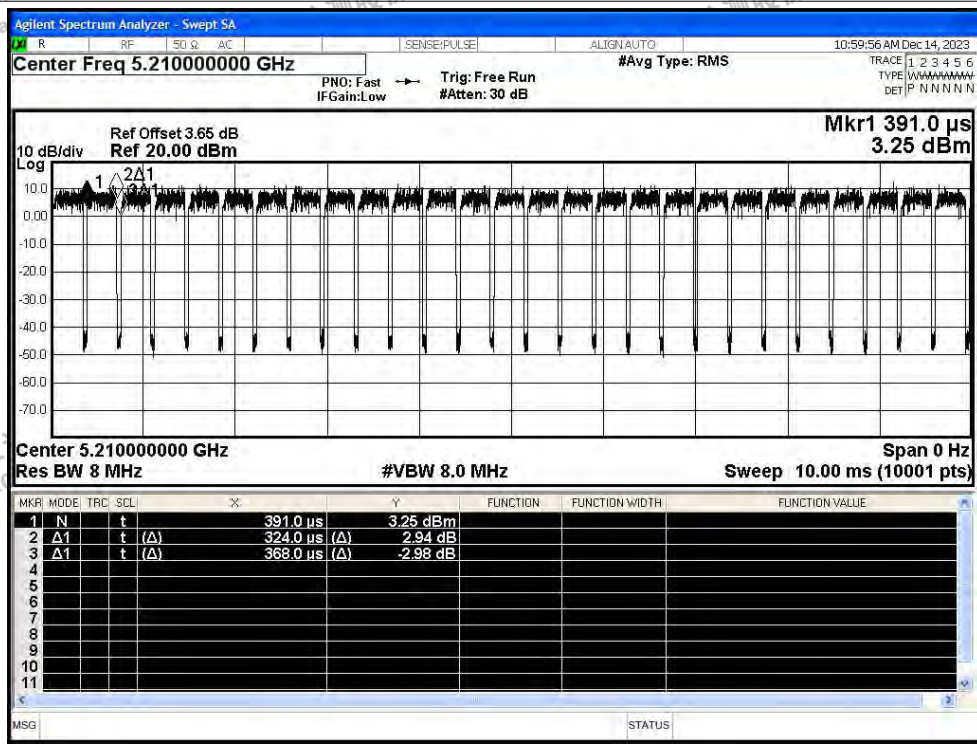 Agilent Spectrum Analyzer - Swept SA
R RF 50 Ω AC SENSE:PULSE ALIGN AUTO 10:59:56 AM Dec 14, 2023
Center Freq 5.210000000 GHz
#Avg Type: RMS
TRACE 1 2 3 4 5 6
PNO: Fast Trig: Free Run
TYPE WWWWWW
IFGain:Low #Atten: 30 dB
DET P N N N N N
Mkr1 391.0 µs
3.25 dBm
Ref Offset 3.65 dB
10 dB/div Ref 20.00 dBm
Log
1 2Δ1
3Δ1
10.0
0.00
-10.0
-20.0
-30.0
-40.0
-50.0
-60.0
-70.0
Center 5.210000000 GHz Span 0 Hz
Res BW 8 MHz #VBW 8.0 MHz Sweep 10.00 ms (10001 pts)
MKR MODE TRC SCL X Y FUNCTION FUNCTION WIDTH FUNCTION VALUE
1 N t 391.0 µs 3.25 dBm
2 Δ1 t (Δ) 324.0 µs (Δ) 2.94 dB
3 Δ1 t (Δ) 368.0 µs (Δ) -2.98 dB
4
5
6
7
8
9
10
11
MSG STATUS